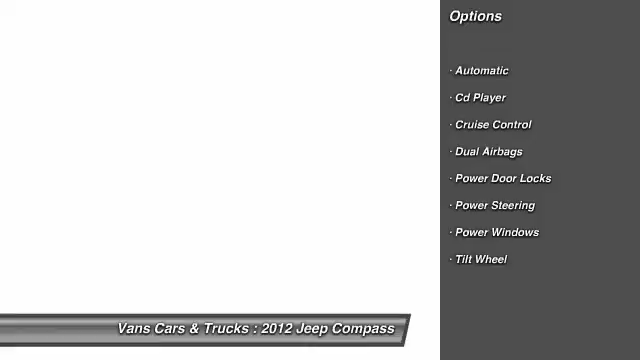 Options
· Automatic
· Cd Player
· Cruise Control
· Dual Airbags
· Power Door Locks
· Power Steering
· Power Windows
· Tilt Wheel
Vans Cars & Trucks : 2012 Jeep Compass